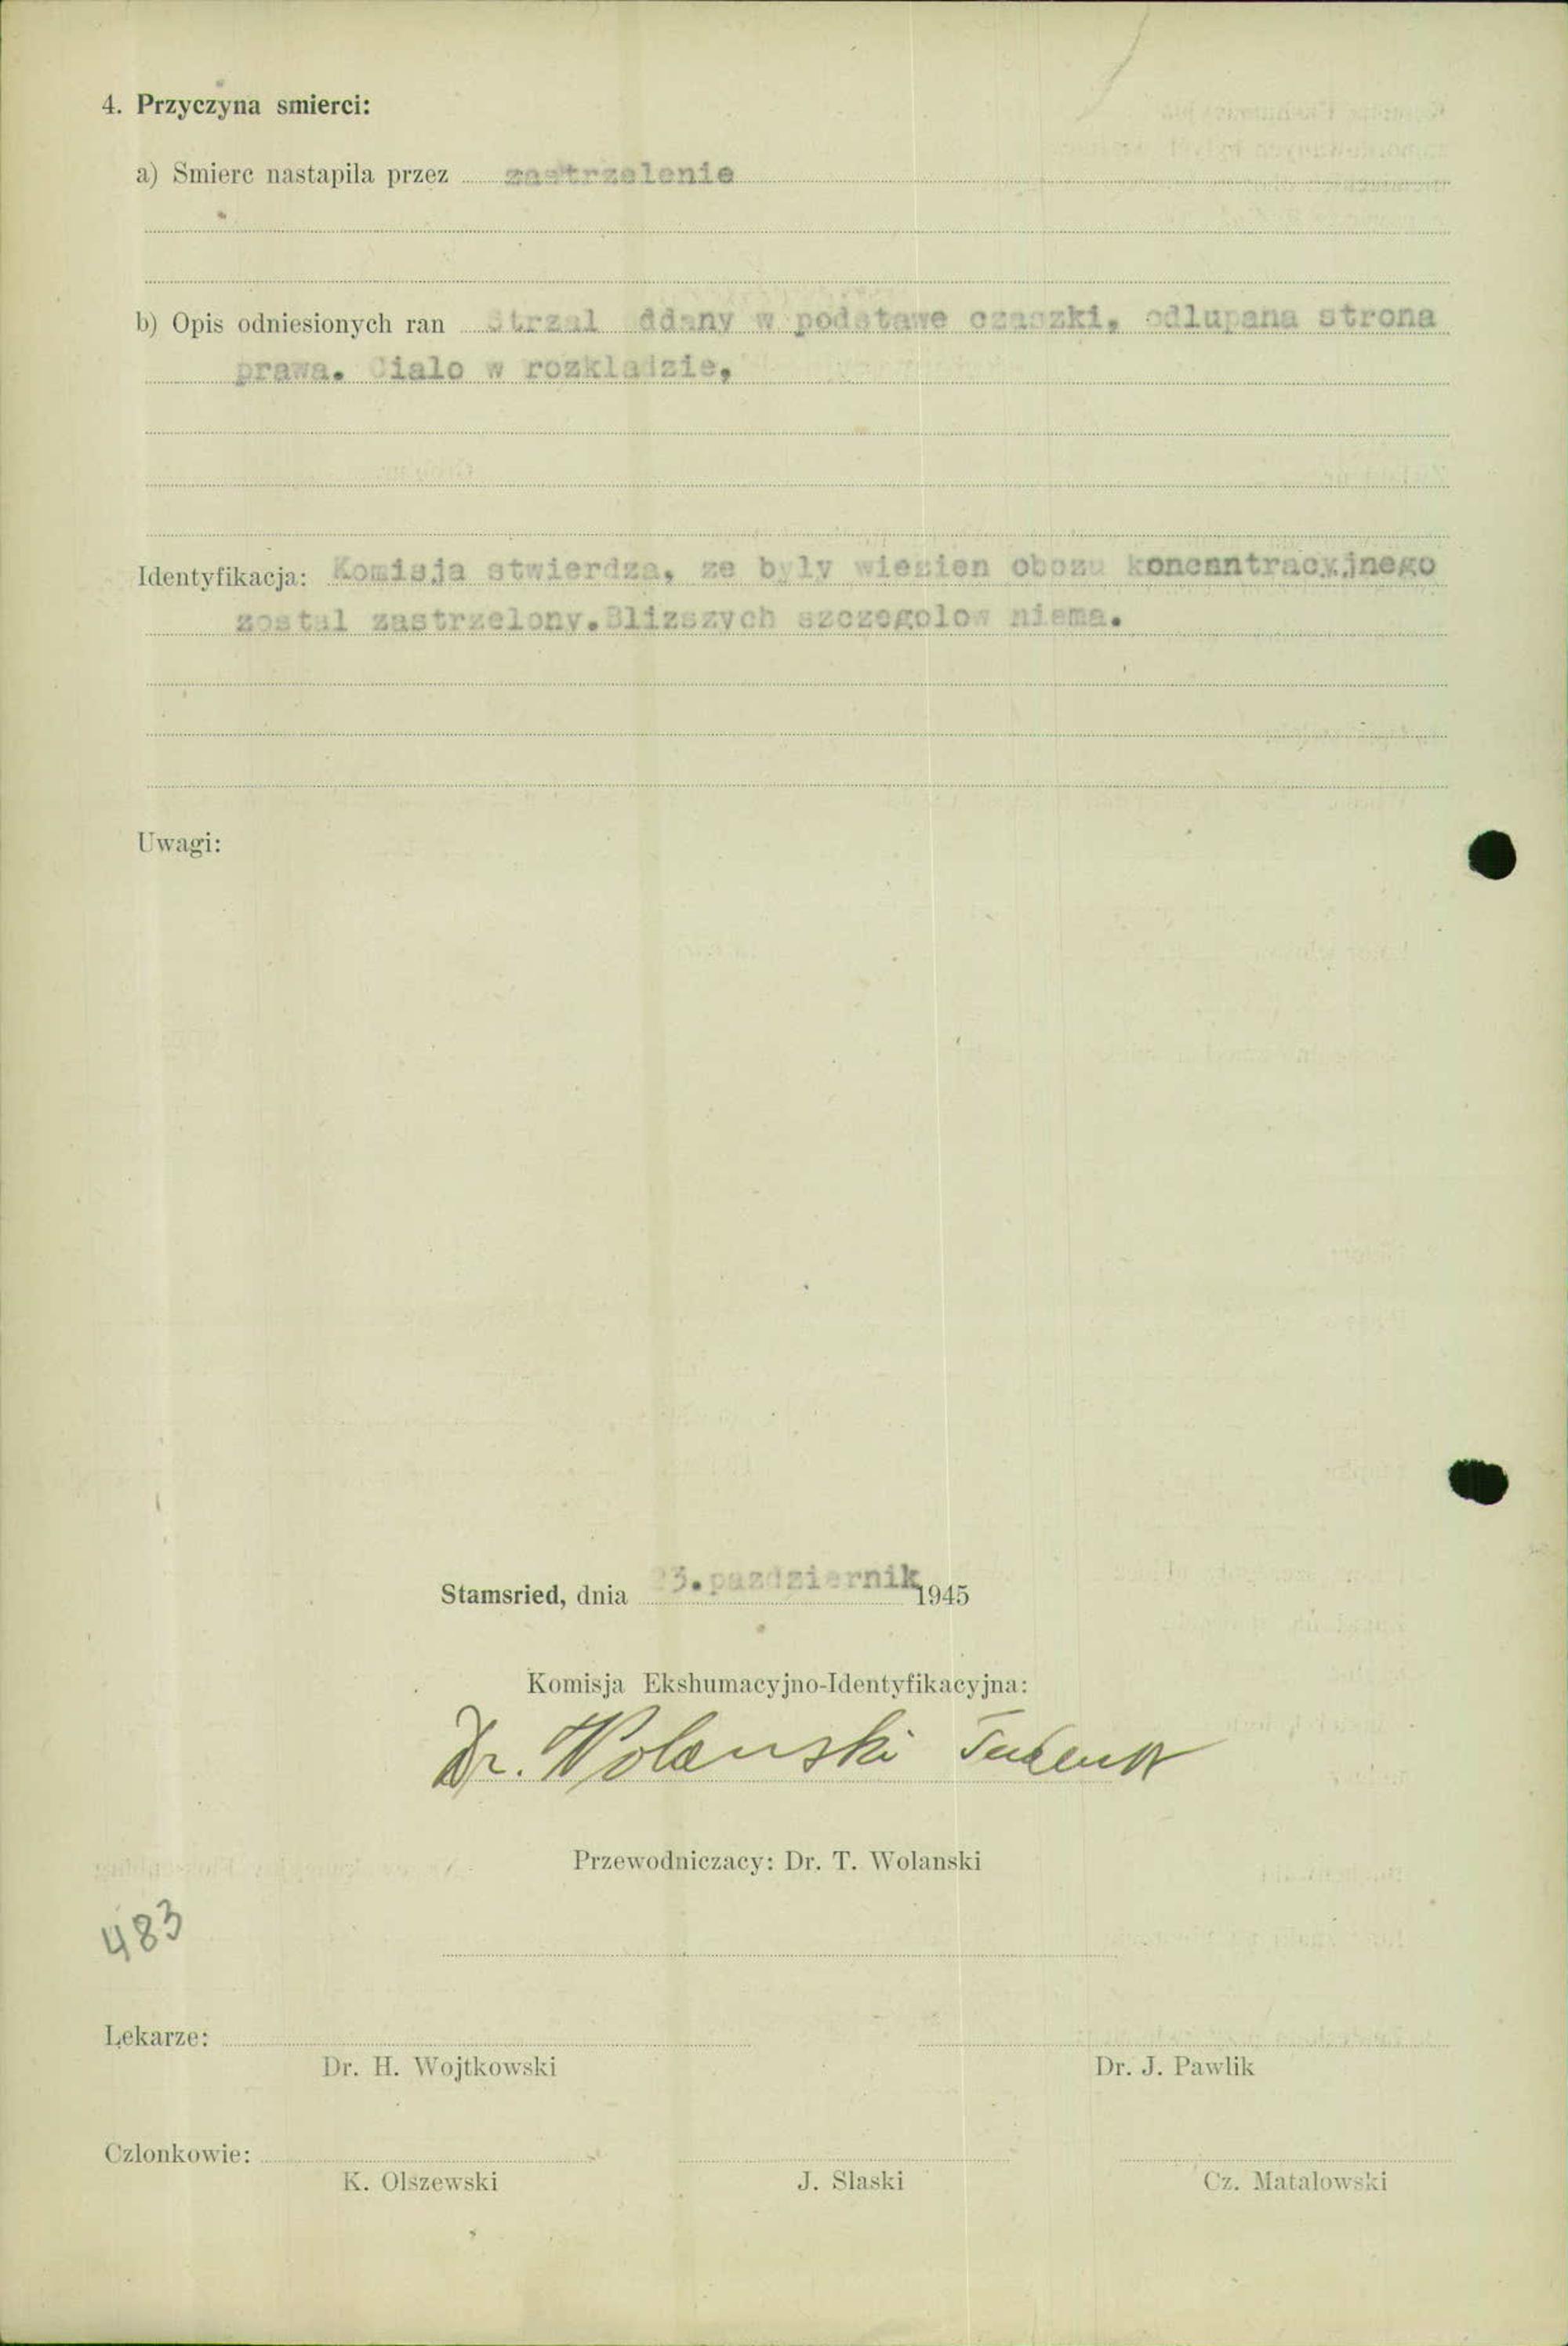 4. Przyczyna smierci:
a) Smierc nastapila przez zastrzelenie
b) Opis odniesionych ran Strzal ddany w podstawe czaszki, odlupana strona
prawa. Cialo w rozkladzie,
Identyfikacja: Komisja stwierdza, ze byly wiezien obozu koncnntracyjnego
zostal zastrzelony.Blizszych szczegolow niema.
Uwagi:
Stamsried, dnia 23.pazdziernik 1945
Komisja Ekshumacyjno-Identyfikacyjna:
Dr. Wolanski
Przewodniczacy: Dr. T. Wolanski
483
Lekarze:
Dr. H. Wojtkowski Dr. J. Pawlik
Czlonkowie:
K. Olszewski J. Slaski Cz. Matalowski